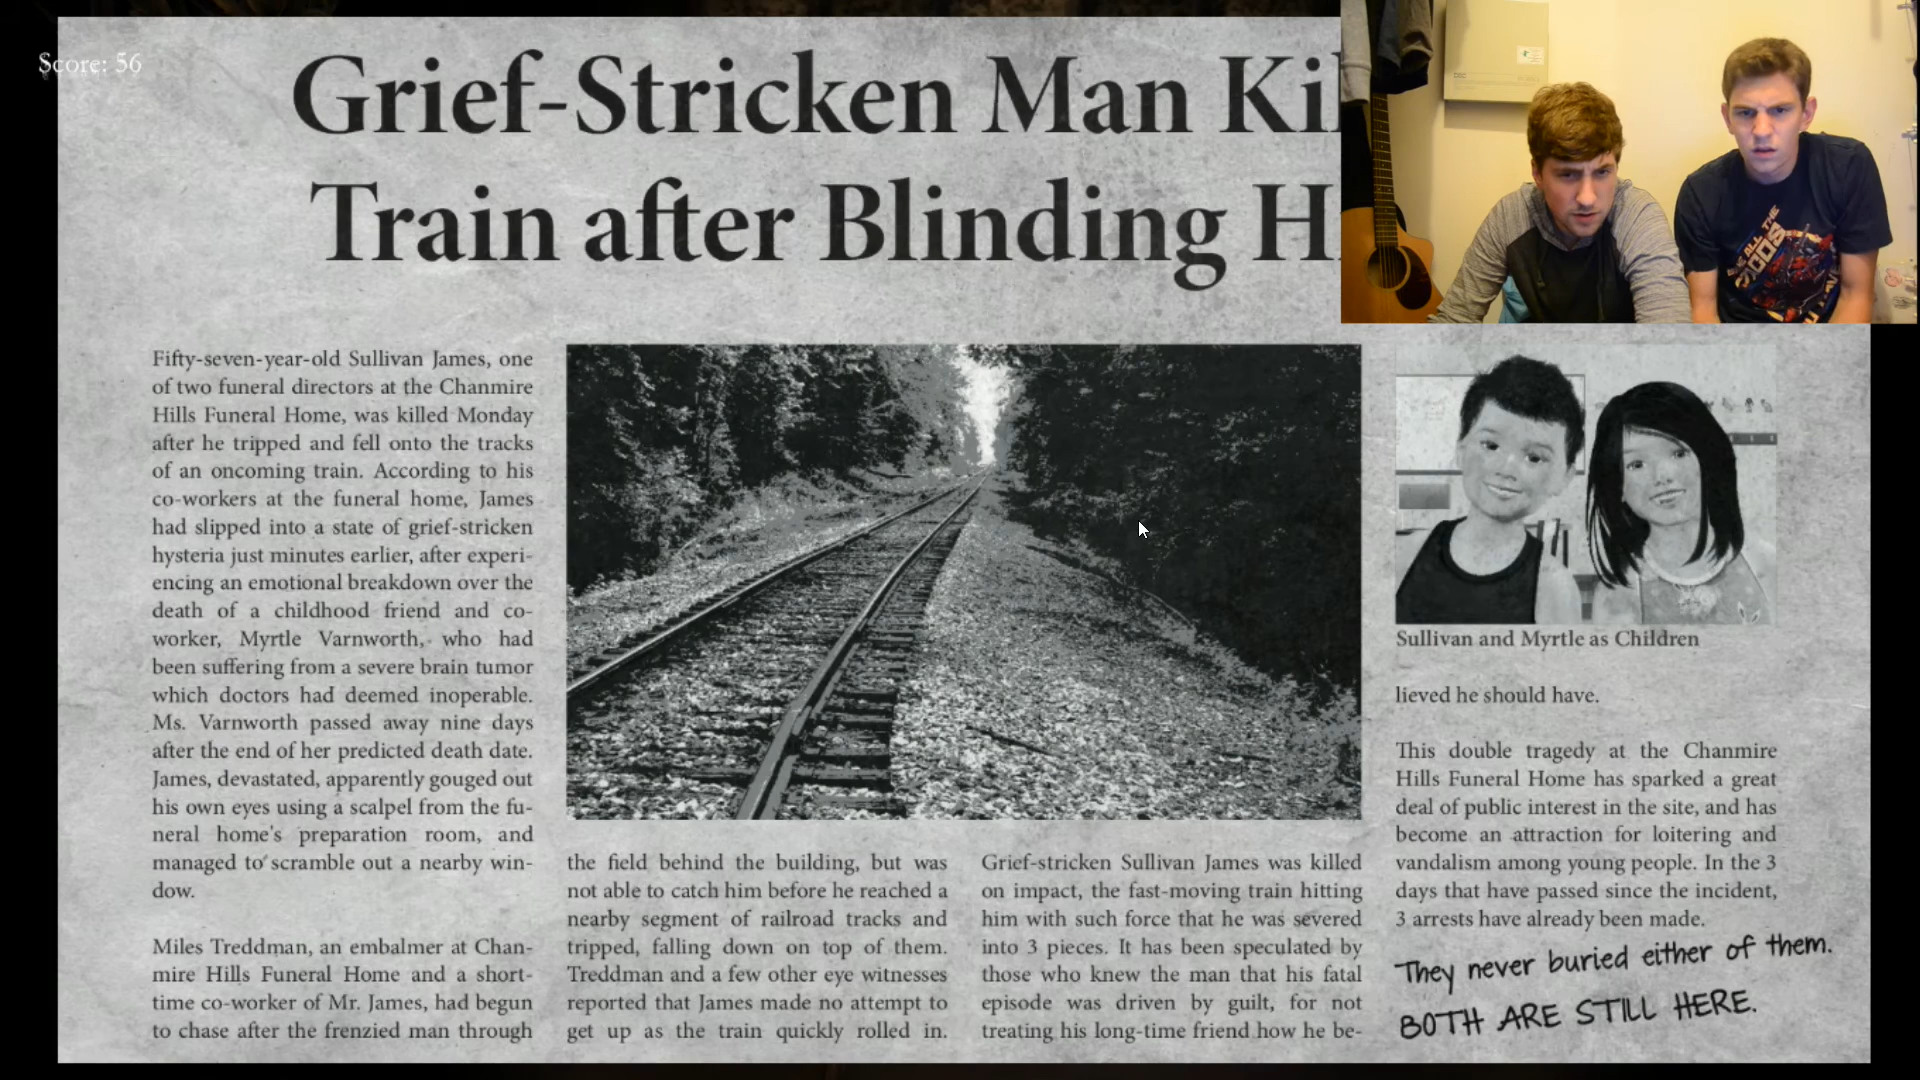 Score: 56
Grief-Stricken Man
Train after Blinding
Fifty-seven-year-old Sullivan James, one
of two funeral directors at the Chanmire
Hills Funeral Home, was killed Monday
after he tripped and fell onto the tracks
of an oncoming train. According to his
co-workers at the funeral home, James
had slipped into a state of grief-stricken
hysteria just minutes earlier, after experi-
encing an emotional breakdown over the
death of a childhood friend and co-
worker, Myrtle Varnworth, who had
been suffering from a severe brain tumor
which doctors had deemed inoperable.
Ms. Varnworth passed away nine days
after the end of her predicted death date.
James, devastated, apparently gouged out
his own eyes using a scalpel from the fu-
neral home's preparation room, and
managed to scramble out a nearby win-
dow.
Miles Treddman, an embalmer at Chan-
mire Hills Funeral Home and a short-
time co-worker of Mr. James, had begun
to chase after the frenzied man through
the field behind the building, but was
not able to catch him before he reached a
nearby segment of railroad tracks and
tripped, falling down on top of them.
Treddman and a few other eye witnesses
reported that James made no attempt to
get up as the train quickly rolled in.
Grief-stricken Sullivan James was killed
on impact, the fast-moving train hitting
him with such force that he was severed
into 3 pieces. It has been speculated by
those who knew the man that his fatal
episode was driven by guilt, for not
treating his long-time friend how he be-
Sullivan and Myrtle as Children
lieved he should have.
This double tragedy at the Chanmire
Hills Funeral Home has sparked a great
deal of public interest in the site, and has
become an attraction for loitering and
vandalism among young people. In the 3
days that have passed since the incident,
3 arrests have already been made.
They never buried either of them.
BOTH ARE STILL HERE.